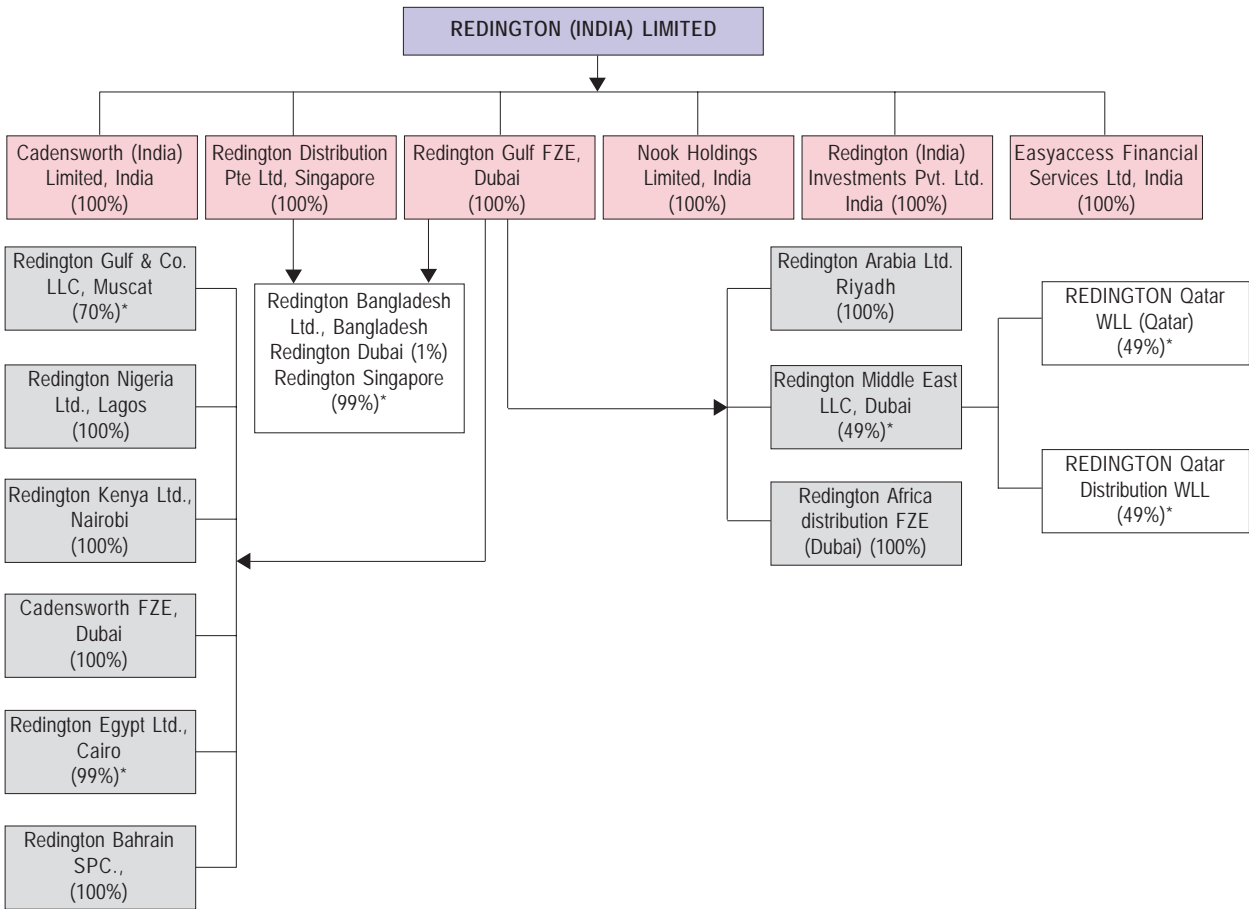 REDINGTON (INDIA) LIMITED
Cadensworth (India)
Limited, India
(100%)
Redington Distribution
Pte Ltd, Singapore
(100%)
Redington Gulf FZE,
Dubai
(100%)
Nook Holdings
Limited, India
(100%)
Redington (India)
Investments Pvt. Ltd.
India (100%)
Easyaccess Financial
Services Ltd, India
(100%)
Redington Gulf & Co.
LLC, Muscat
(70%)*
Redington Nigeria
Ltd., Lagos
(100%)
Redington Kenya Ltd.,
Nairobi
(100%)
Cadensworth FZE,
Dubai
(100%)
Redington Egypt Ltd.,
Cairo
(99%)*
Redington Bahrain
SPC.,
(100%)
Redington Bangladesh
Ltd., Bangladesh
Redington Dubai (1%)
Redington Singapore
(99%)*
Redington Arabia Ltd.
Riyadh
(100%)
Redington Middle East
LLC, Dubai
(49%)*
Redington Africa
distribution FZE
(Dubai) (100%)
REDINGTON Qatar
WLL (Qatar)
(49%)*
REDINGTON Qatar
Distribution WLL
(49%)*